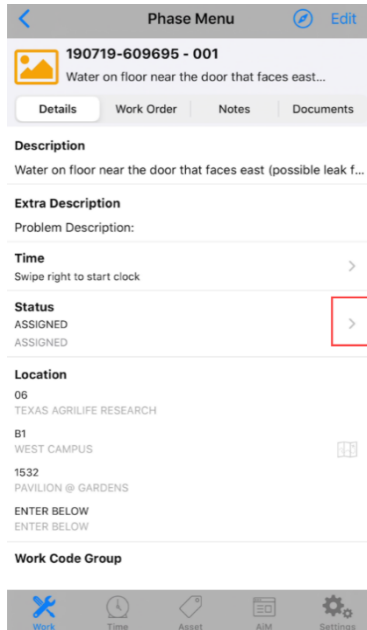 Phase Menu
Edit
190719-609695 - 001
Water on floor near the door that faces east...
Details
Work Order
Notes
Documents
Description
Water on floor near the door that faces east (possible leak f...
Extra Description
Problem Description:
Time
Swipe right to start clock
Status
ASSIGNED
ASSIGNED
Location
06
TEXAS AGRILIFE RESEARCH
B1
WEST CAMPUS
1532
PAVILION @ GARDENS
ENTER BELOW
ENTER BELOW
Work Code Group
Work
Time
Asset
AiM
Settings